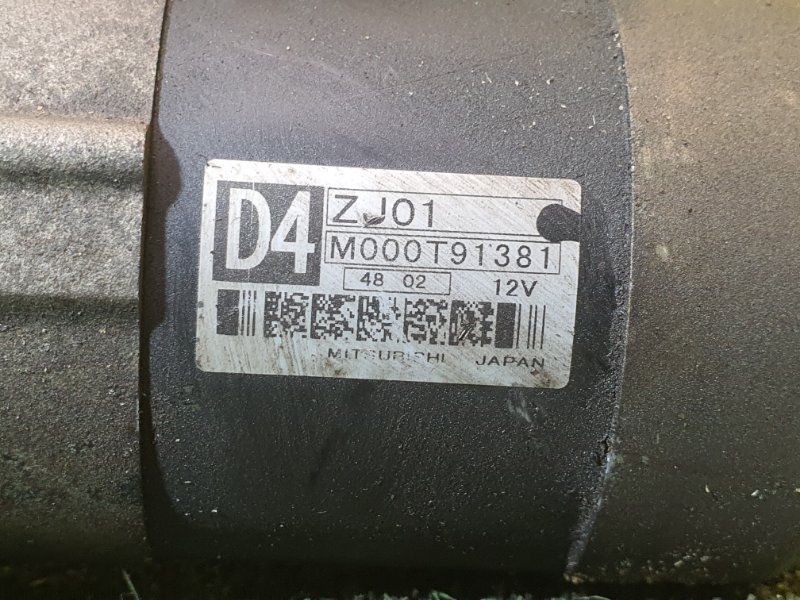 D4
ZJ01
M000T91381
48 02 12V
MITSUBISHI JAPAN